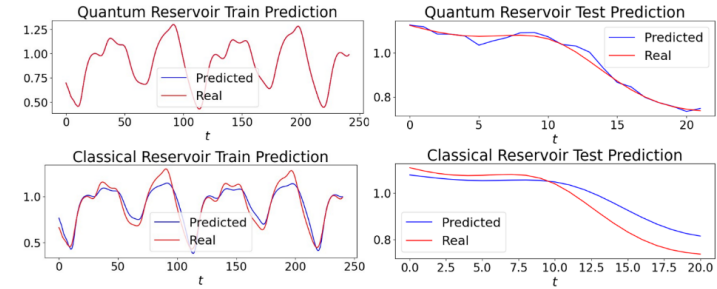 Quantum Reservoir Train Prediction
1.25
1.00
0.75
0.50
Predicted
Real
0 50 100 150 200 250
t
Quantum Reservoir Test Prediction
1.0
0.8
Predicted
Real
0 5 10 15 20
t
Classical Reservoir Train Prediction
1.0
0.5
Predicted
Real
0 50 100 150 200 250
t
Classical Reservoir Test Prediction
1.0
0.8
Predicted
Real
0.0 2.5 5.0 7.5 10.0 12.5 15.0 17.5 20.0
t